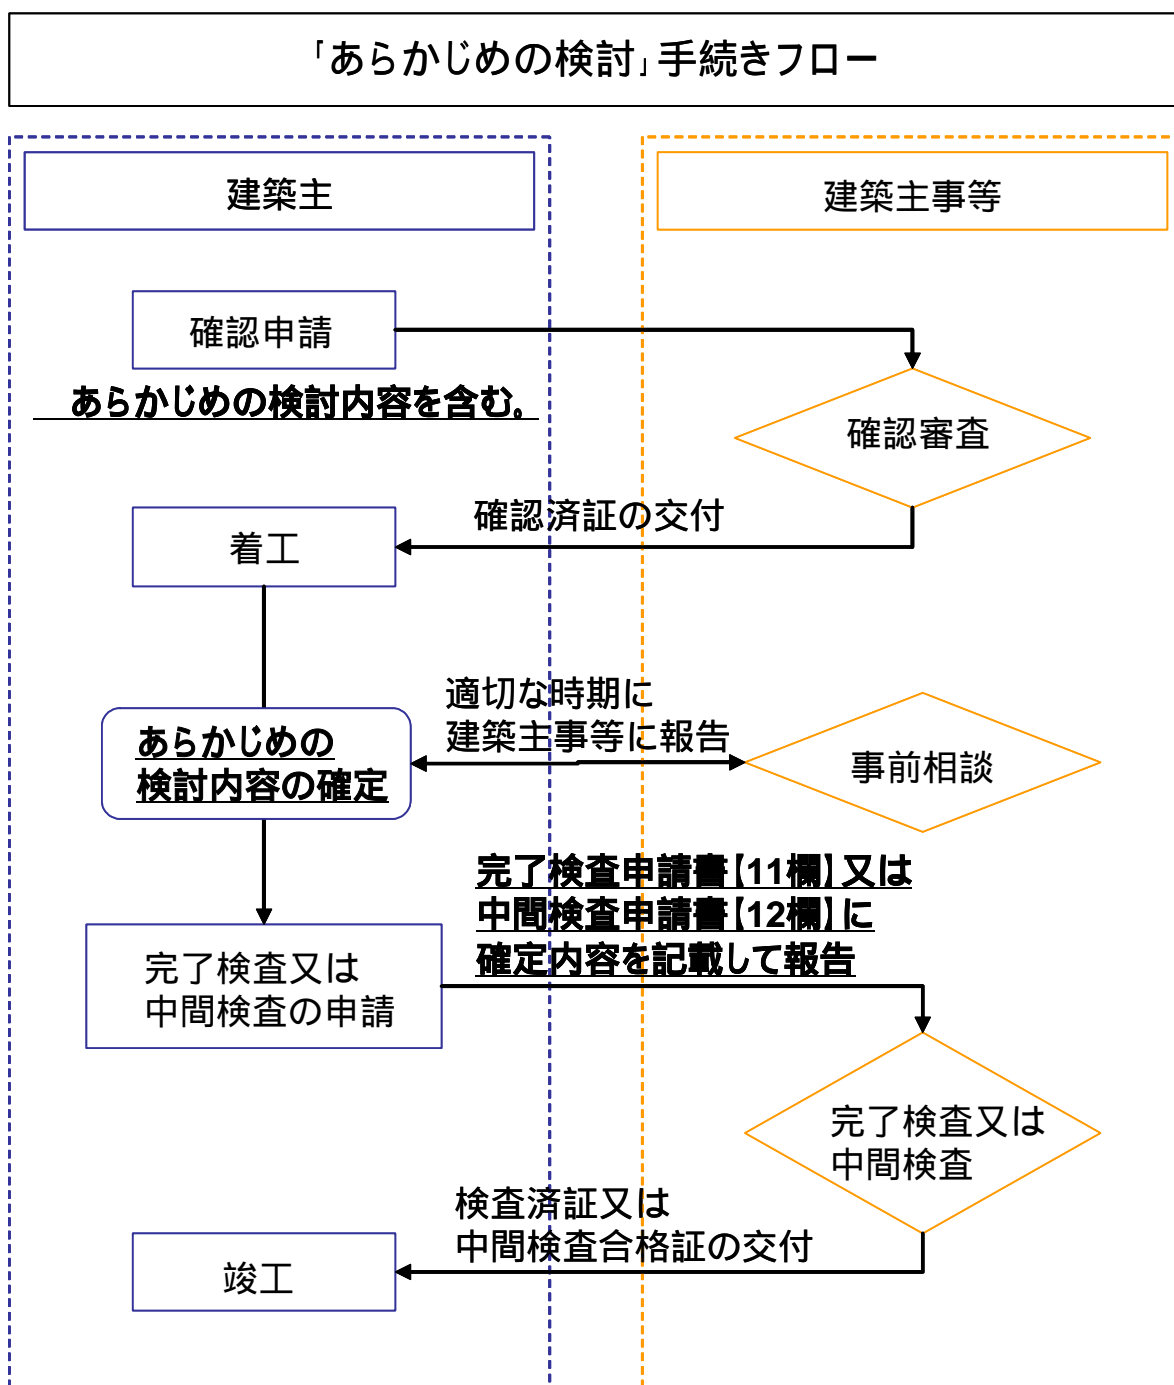 「あらかじめの検討」手続きフロー
建築主
建築主事等
確認申請
あらかじめの検討内容を含む。
確認審査
確認済証の交付
着工
適切な時期に
建築主事等に報告
あらかじめの
検討内容の確定
事前相談
完了検査申請書【11欄】又は
中間検査申請書【12欄】に
確定内容を記載して報告
完了検査又は
中間検査の申請
完了検査又は
中間検査
検査済証又は
中間検査合格証の交付
竣工